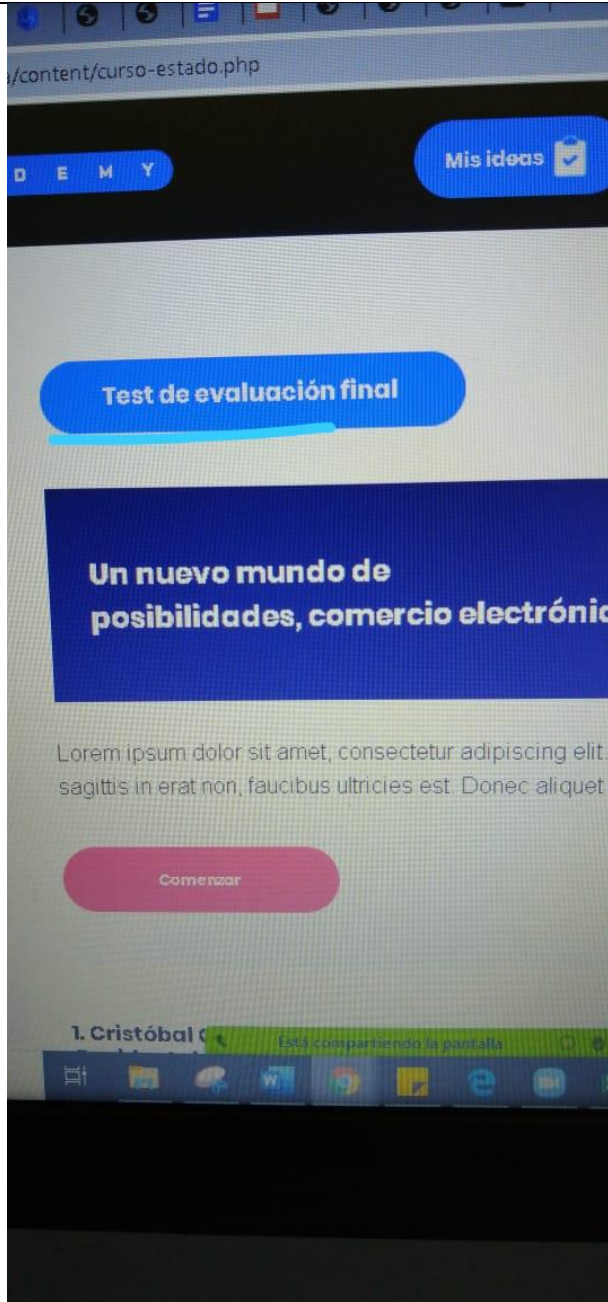 /content/curso-estado.php
D E M Y
Mis ideas
Test de evaluación final
Un nuevo mundo de
posibilidades, comercio electrónic
Lorem ipsum dolor sit amet, consectetur adipiscing elit.
sagittis in erat non, faucibus ultricies est. Donec aliquet
Comenzar
1. Cristóbal
Está compartiendo la pantalla